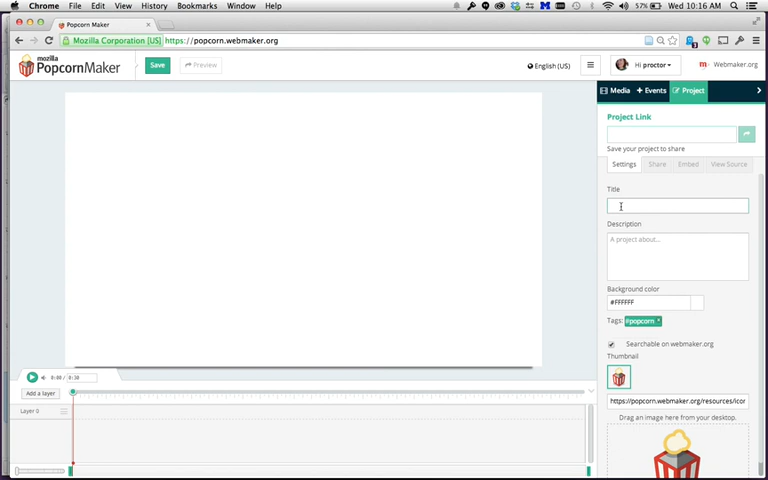 Chrome File Edit View History Bookmarks Window Help
57% Wed 10:16 AM
Popcorn Maker
Mozilla Corporation [US] https://popcorn.webmaker.org
mozilla
PopcornMaker
Save
Preview
English (US)
Hi proctor
Webmaker.org
Media
+ Events
Project
Project Link
Save your project to share
Settings Share Embed View Source
Title
Description
A project about...
Background color
#FFFFFF
Tags: #popcorn
Searchable on webmaker.org
Thumbnail
https://popcorn.webmaker.org/resources/icor
Drag an image here from your desktop.
0:00 / 0:30
Add a layer
Layer 0